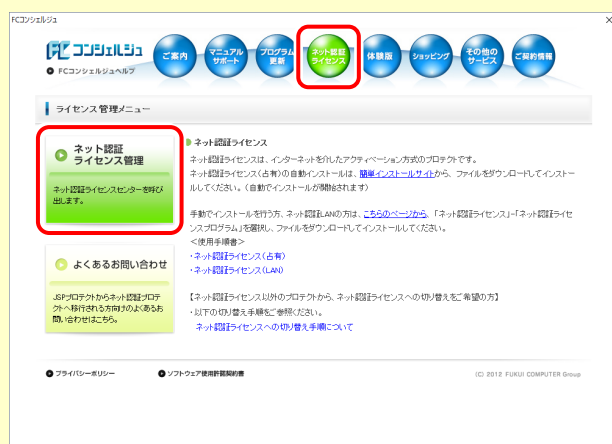 FCコンシェルジュ
FCコンシェルジュ
FCコンシェルジュヘルプ
ご案内
マニュアル
サポート
プログラム
更新
ネット認証
ライセンス
体験版
ショッピング
その他の
サービス
ご契約情報
ライセンス管理メニュー
ネット認証
ライセンス管理
ネット認証ライセンスセンターを呼び
出します。
よくあるお問い合わせ
JSPプロテクトからネット認証プロテ
クトへ移行される方向けのよくあるお
問い合わせはこちら。
ネット認証ライセンス
ネット認証ライセンスは、インターネットを介したアクティベーション方式のプロテクトです。
ネット認証ライセンス(占有)の自動インストールは、簡単インストールサイトから、ファイルをダウンロードしてインストー
ルしてください。(自動でインストールが開始されます)
手動でインストールを行う方、ネット認証LANの方は、こちらのページから、「ネット認証ライセンス」-「ネット認証ライセ
ンスプログラム」を選択し、ファイルをダウンロードしてインストールしてください。
＜使用手順書＞
・ネット認証ライセンス(占有)
・ネット認証ライセンス(LAN)
【ネット認証ライセンス以外のプロテクトから、ネット認証ライセンスへの切り替えをご希望の方】
・以下の切り替え手順をご参照ください。
ネット認証ライセンスへの切り替え手順について
プライバシーポリシー
ソフトウェア使用許諾契約書
(C) 2012 FUKUI COMPUTER Group